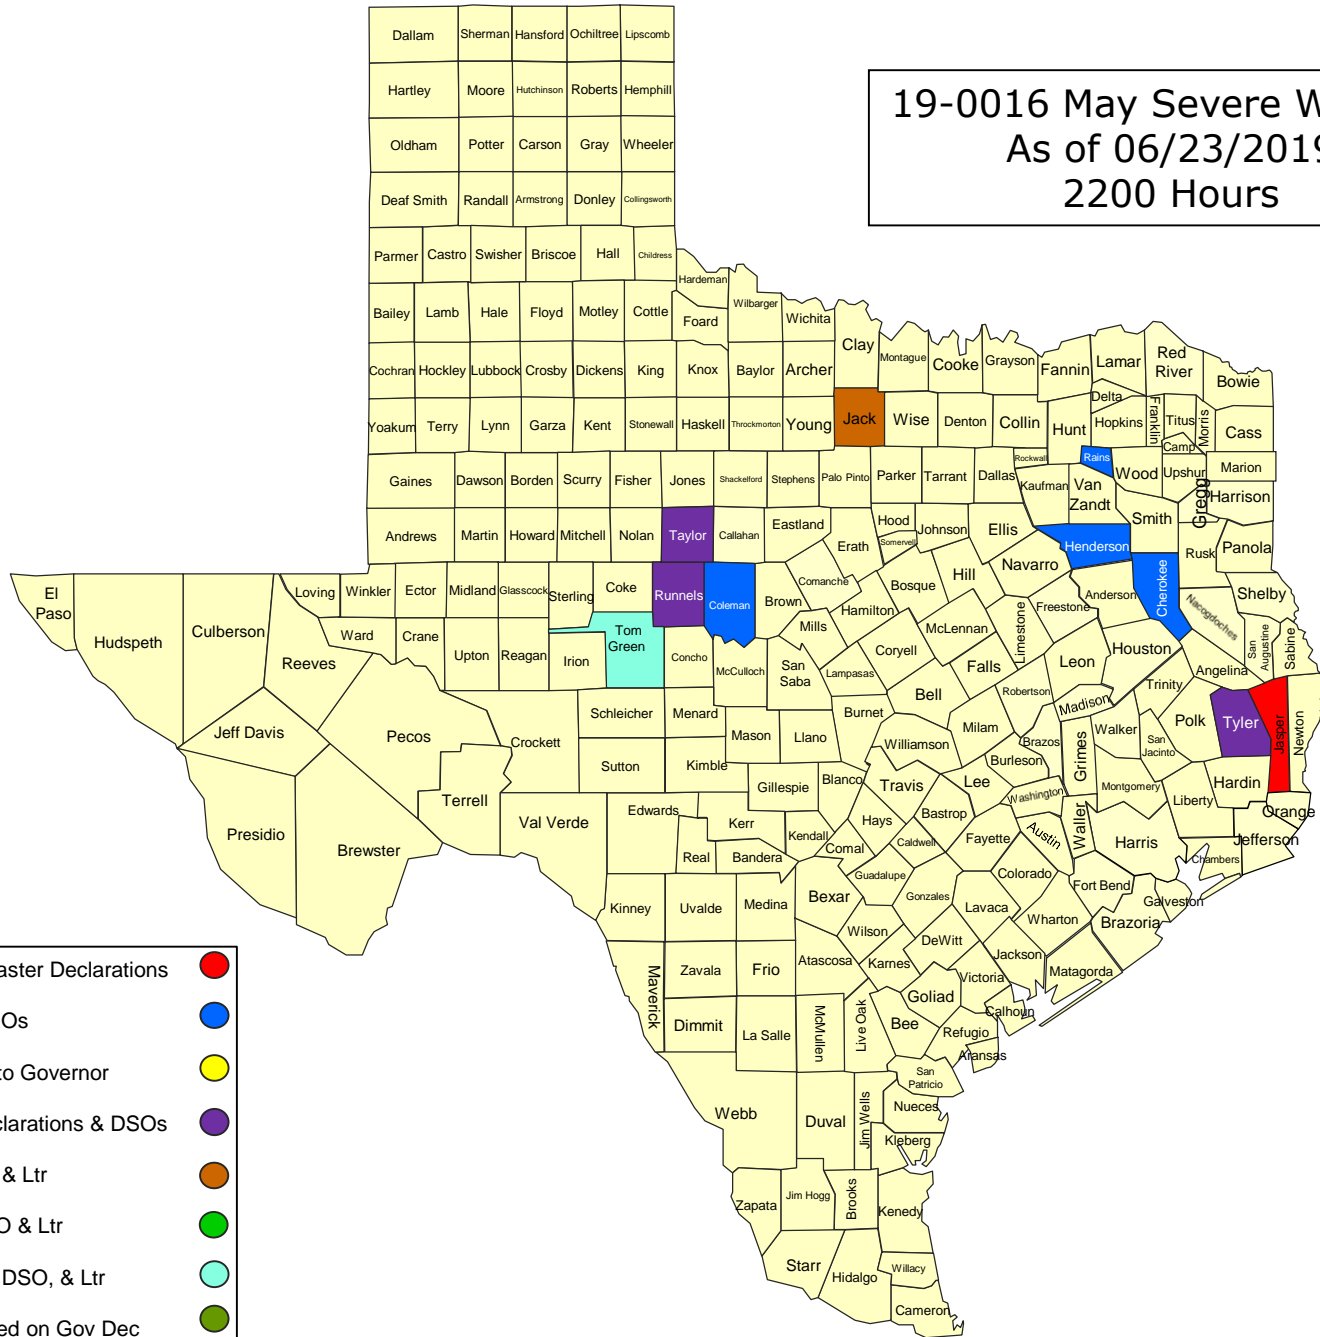 Dallam Sherman Hansford Ochiltree Lipscomb
Hartley Moore Hutchinson Roberts Hemphill
19-0016 May Severe W
As of 06/23/2019
2200 Hours
Oldham Potter Carson Gray Wheeler
Deaf Smith Randall Armstrong Donley Collingsworth
Parmer Castro Swisher Briscoe Hall Childress
Hardeman
Bailey Lamb Hale Floyd Motley Cottle Foard Wilbarger Wichita
Clay Montague Cooke Grayson Fannin Lamar Red River Bowie
Cochran Hockley Lubbock Crosby Dickens King Knox Baylor Archer
Delta
Yoakum Terry Lynn Garza Kent Stonewall Haskell Throckmorton Young Jack Wise Denton Collin Hunt Hopkins Franklin Titus Morris Cass
Camp
Rockwall Rains
Gaines Dawson Borden Scurry Fisher Jones Shackelford Stephens Palo Pinto Parker Tarrant Dallas Kaufman Van Zandt Wood Upshur Marion
Gregg Harrison
Andrews Martin Howard Mitchell Nolan Taylor Callahan Eastland Erath Hood Somervell Johnson Ellis Henderson Smith Rusk Panola
El Paso Hudspeth Culberson Loving Winkler Ector Midland Glasscock Sterling Coke Runnels Coleman Brown Comanche Hamilton Bosque Hill Navarro Freestone Anderson Cherokee Nacogdoches Shelby
Reeves Ward Crane Upton Reagan Irion Tom Green Concho McCulloch San Saba Mills Lampasas Coryell McLennan Limestone Falls Leon Houston Angelina San Augustine Sabine
Jeff Davis Pecos Crockett Schleicher Menard Mason Llano Burnet Bell Milam Robertson Madison Trinity Polk Tyler Jasper Newton
Sutton Kimble Gillespie Blanco Williamson Travis Lee Burleson Brazos Grimes Walker San Jacinto
Presidio Brewster Terrell Val Verde Edwards Kerr Kendall Hays Bastrop Washington Montgomery Liberty Hardin Orange
Real Bandera Comal Caldwell Fayette Austin Waller Harris Chambers Jefferson
Kinney Uvalde Medina Bexar Guadalupe Gonzales Lavaca Colorado Fort Bend Galveston
Wilson DeWitt Wharton Brazoria
Maverick Zavala Frio Atascosa Karnes Goliad Victoria Jackson Matagorda
Dimmit La Salle McMullen Live Oak Bee Refugio Calhoun
Aransas
San Patricio
Webb Duval Jim Wells Nueces
Kleberg
Zapata Jim Hogg Brooks Kenedy
Starr Hidalgo Willacy
Cameron
aster Declarations
Os
to Governor
clarations & DSOs
& Ltr
O & Ltr
DSO, & Ltr
ed on Gov Dec